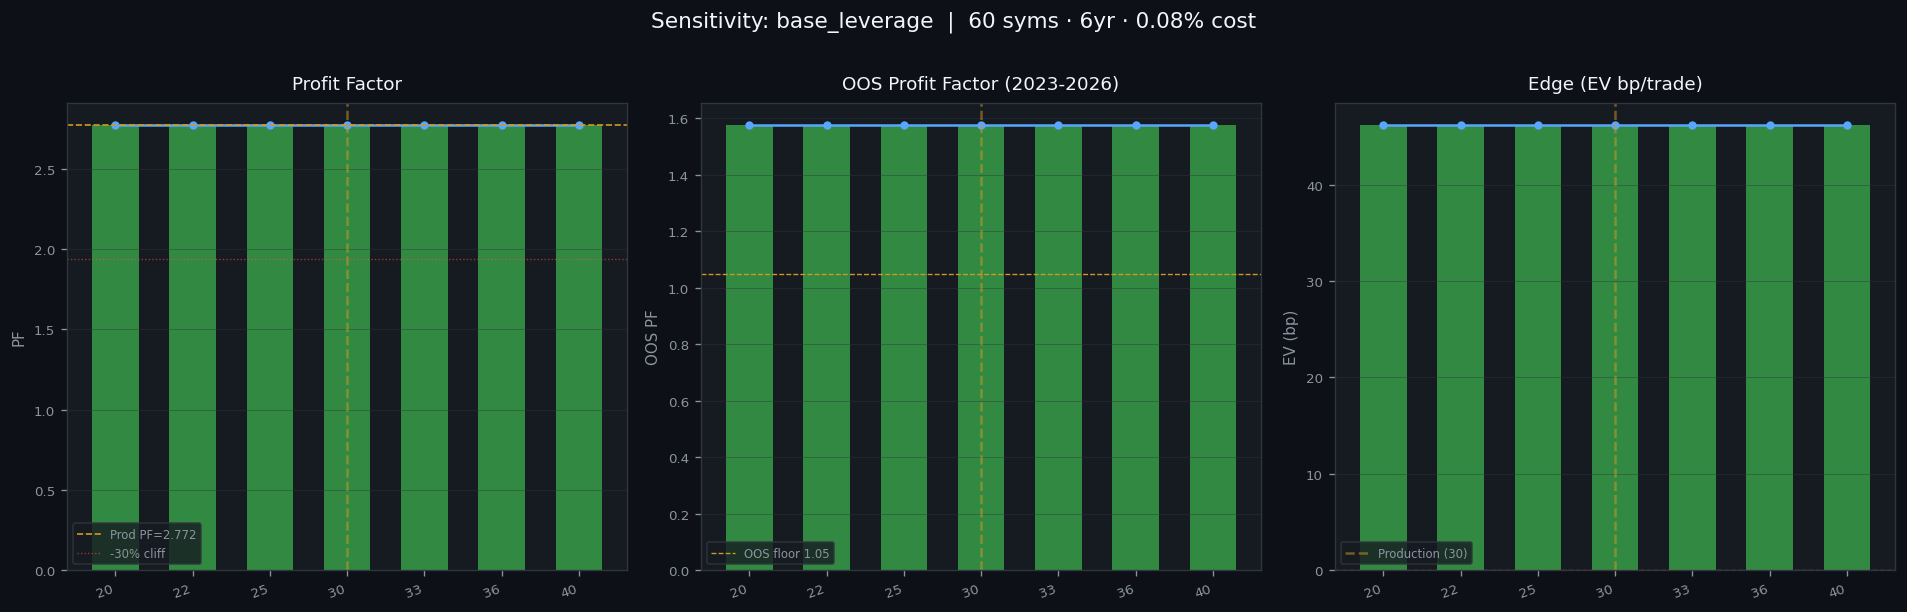 Sensitivity: base_leverage | 60 syms · 6yr · 0.08% cost
Profit Factor
PF
2.5
2.0
1.5
1.0
0.5
0.0
Prod PF=2.772
-30% cliff
20 22 25 30 33 36 40
OOS Profit Factor (2023-2026)
OOS PF
1.6
1.4
1.2
1.0
0.8
0.6
0.4
0.2
0.0
OOS floor 1.05
20 22 25 30 33 36 40
Edge (EV bp/trade)
EV (bp)
40
30
20
10
0
Production (30)
20 22 25 30 33 36 40